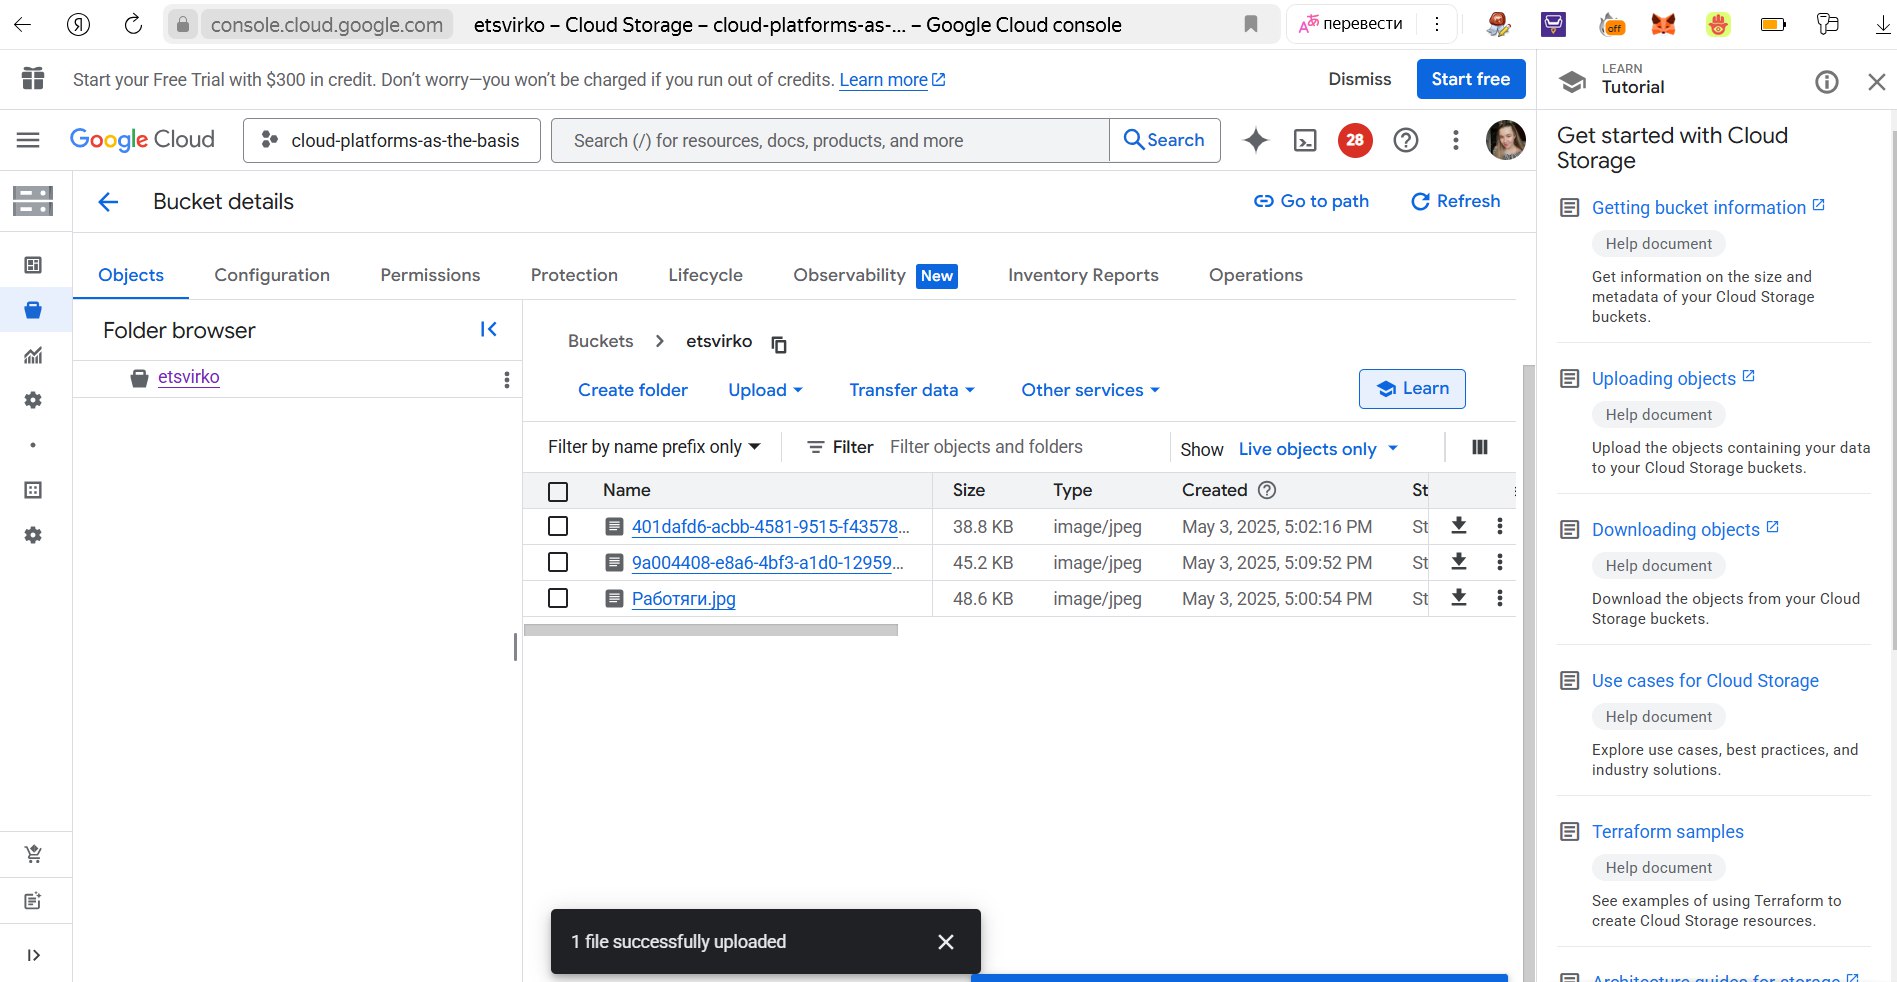 console.cloud.google.com
etsvirko – Cloud Storage – cloud-platforms-as-... – Google Cloud console
перевести
off
Start your Free Trial with $300 in credit. Don’t worry—you won’t be charged if you run out of credits. Learn more
Dismiss
Start free
LEARN
Tutorial
Google Cloud
cloud-platforms-as-the-basis
Search (/) for resources, docs, products, and more
Search
28
Bucket details
Go to path
Refresh
Objects
Configuration
Permissions
Protection
Lifecycle
Observability New
Inventory Reports
Operations
Folder browser
etsvirko
Buckets
etsvirko
Create folder
Upload
Transfer data
Other services
Learn
Filter by name prefix only
Filter
Filter objects and folders
Show Live objects only
Name Size Type Created St
401dafd6-acbb-4581-9515-f43578... 38.8 KB image/jpeg May 3, 2025, 5:02:16 PM St
9a004408-e8a6-4bf3-a1d0-12959... 45.2 KB image/jpeg May 3, 2025, 5:09:52 PM St
Работяги.jpg 48.6 KB image/jpeg May 3, 2025, 5:00:54 PM St
1 file successfully uploaded
Get started with Cloud
Storage
Getting bucket information
Help document
Get information on the size and
metadata of your Cloud Storage
buckets.
Uploading objects
Help document
Upload the objects containing your data
to your Cloud Storage buckets.
Downloading objects
Help document
Download the objects from your Cloud
Storage buckets.
Use cases for Cloud Storage
Help document
Explore use cases, best practices, and
industry solutions.
Terraform samples
Help document
See examples of using Terraform to
create Cloud Storage resources.
Architecture guides for storage